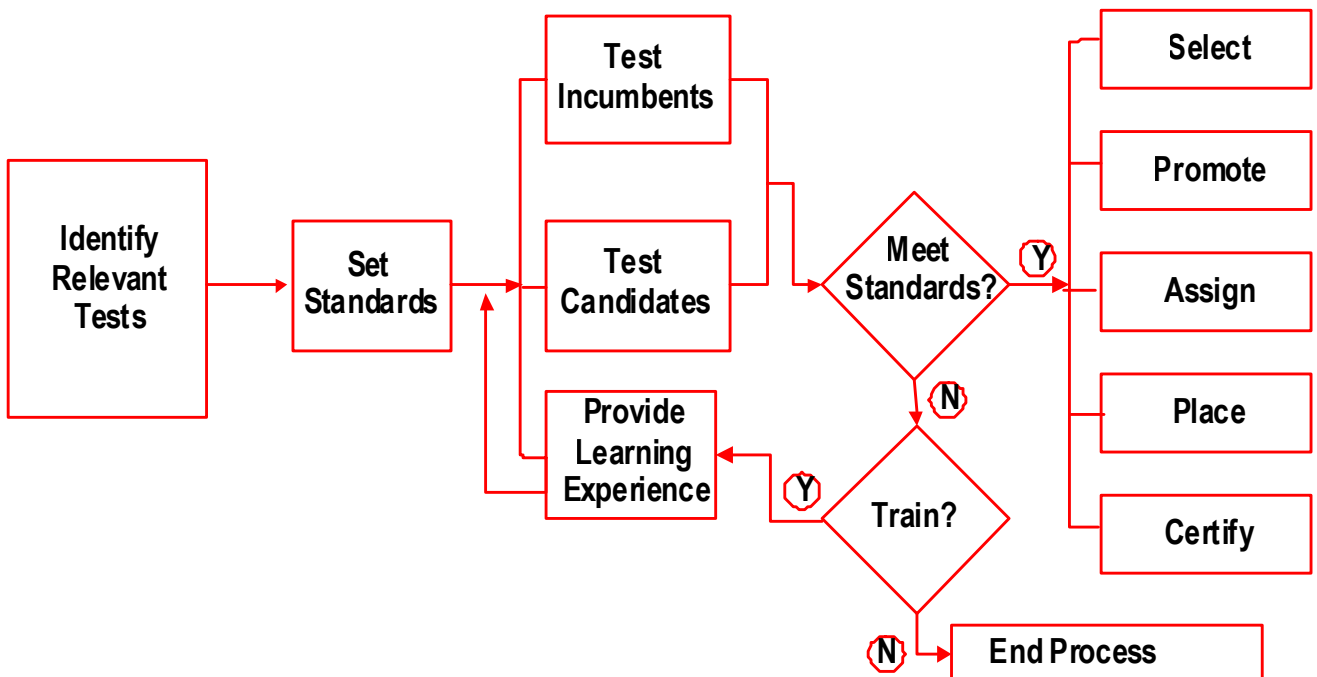 Identify
Relevant
Tests
Set
Standards
Test
Incumbents
Test
Candidates
Provide
Learning
Experience
Meet
Standards?
Y
N
Train?
Y
N
End Process
Select
Promote
Assign
Place
Certify